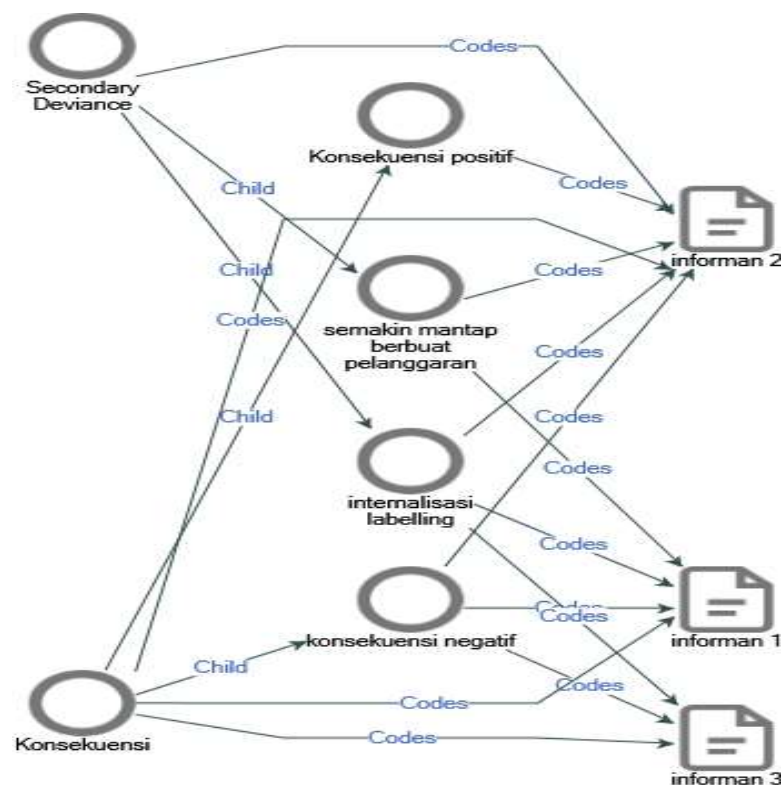 Codes
Secondary
Deviance
Konsekuensi positif
Codes
Child
informan 2
Child
Codes
Codes
semakin mantap
berbuat
pelanggaran
Codes
Child
Codes
Codes
internalisasi
labelling
Codes
Codes
Codes
konsekuensi negatif
informan 1
Child
Codes
Konsekuensi
Codes
Codes
informan 3